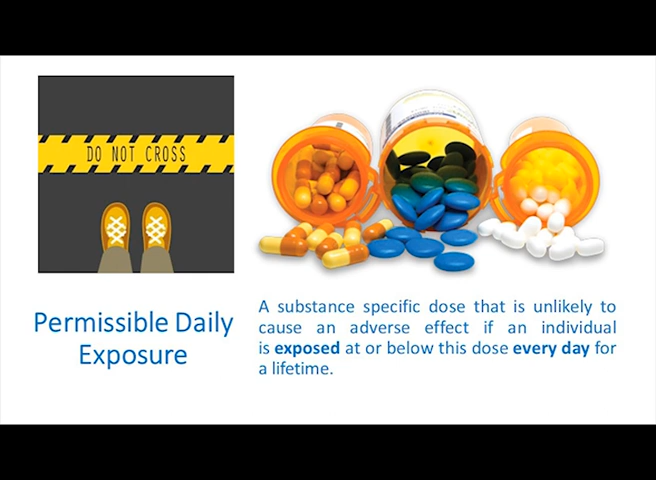 DO NOT CROSS
Permissible Daily
Exposure
A substance specific dose that is unlikely to
cause an adverse effect if an individual
is exposed at or below this dose every day for
a lifetime.